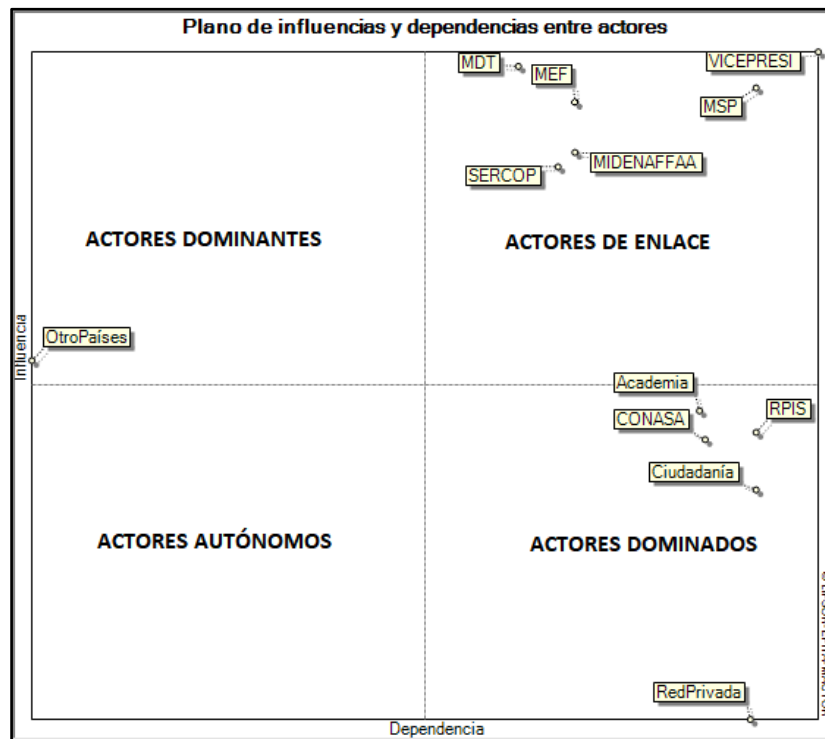 Plano de influencias y dependencias entre actores
MDT
MEF
VICEPRESI
MSP
SERCOP
MIDENAFFAA
ACTORES DOMINANTES
ACTORES DE ENLACE
OtroPaíses
Influencia
Academia
CONASA
RPIS
Ciudadanía
ACTORES AUTÓNOMOS
ACTORES DOMINADOS
RedPrivada
Dependencia